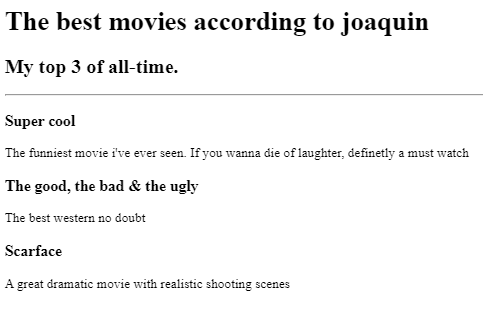 The best movies according to joaquin
My top 3 of all-time.
Super cool
The funniest movie i've ever seen. If you wanna die of laughter, definetly a must watch
The good, the bad & the ugly
The best western no doubt
Scarface
A great dramatic movie with realistic shooting scenes